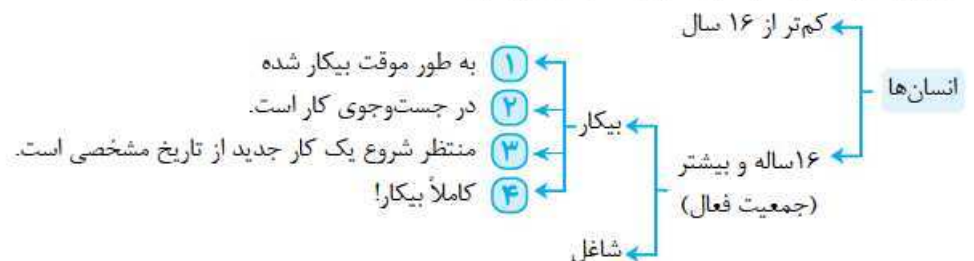 انسان‌ها
کم‌تر از ۱۶ سال
۱۶ساله و بیشتر
(جمعیت فعال)
بیکار
۱ به طور موقت بیکار شده
۲ در جست‌وجوی کار است.
۳ منتظر شروع یک کار جدید از تاریخ مشخصی است.
۴ کاملاً بیکار!
شاغل